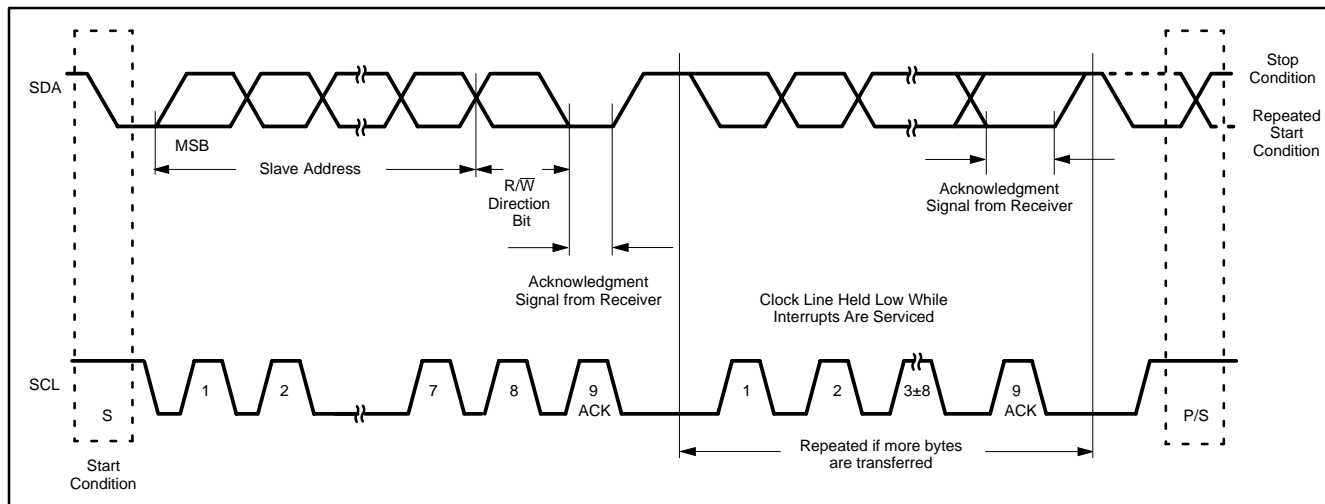 SDA
MSB
Slave Address
R/W̅
Direction
Bit
Acknowledgment
Signal from Receiver
Acknowledgment
Signal from Receiver
Stop
Condition
Repeated
Start
Condition
Clock Line Held Low While
Interrupts Are Serviced
SCL
S
1
2
7
8
9
ACK
1
2
3±8
9
ACK
P/S
Start
Condition
Repeated if more bytes
are transferred